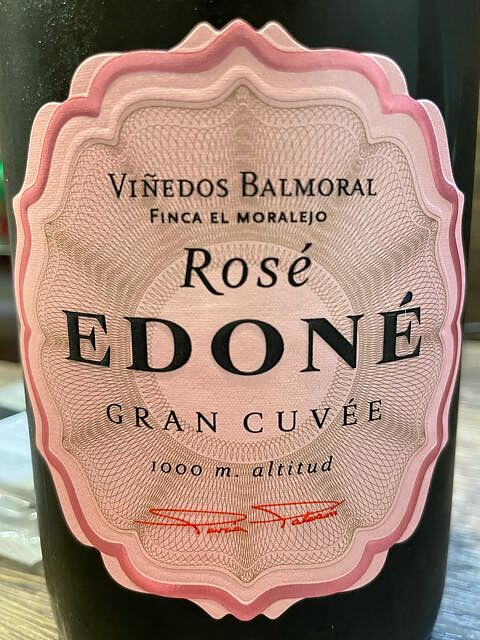 VIÑEDOS BALMORAL
FINCA EL MORALEJO
Rosé
EDONÉ
GRAN CUVÉE
1000 m. altitud